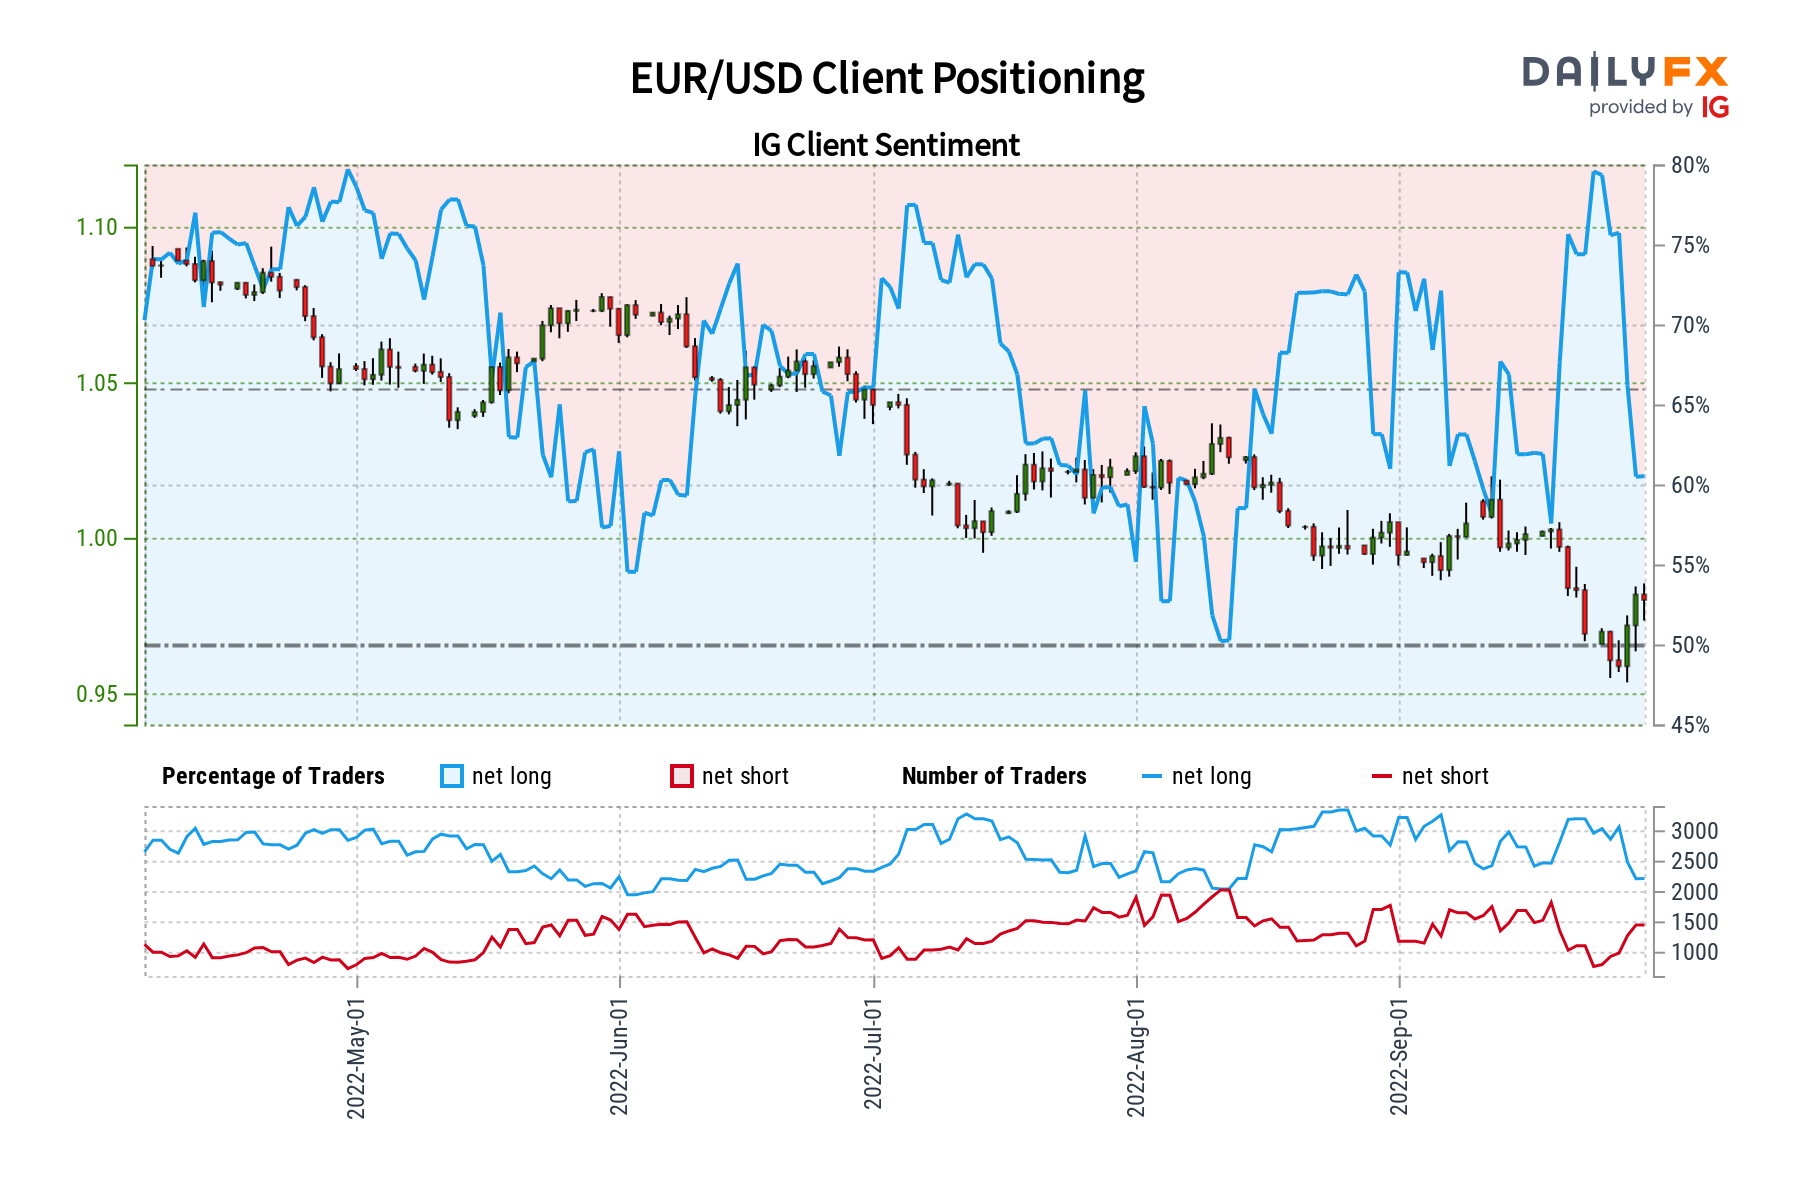 EUR/USD Client Positioning
DAILYFX
provided by IG
IG Client Sentiment
1.10
1.05
1.00
0.95
80%
75%
70%
65%
60%
55%
50%
45%
Percentage of Traders
net long
net short
Number of Traders
net long
net short
3000
2500
2000
1500
1000
2022-May-01
2022-Jun-01
2022-Jul-01
2022-Aug-01
2022-Sep-01